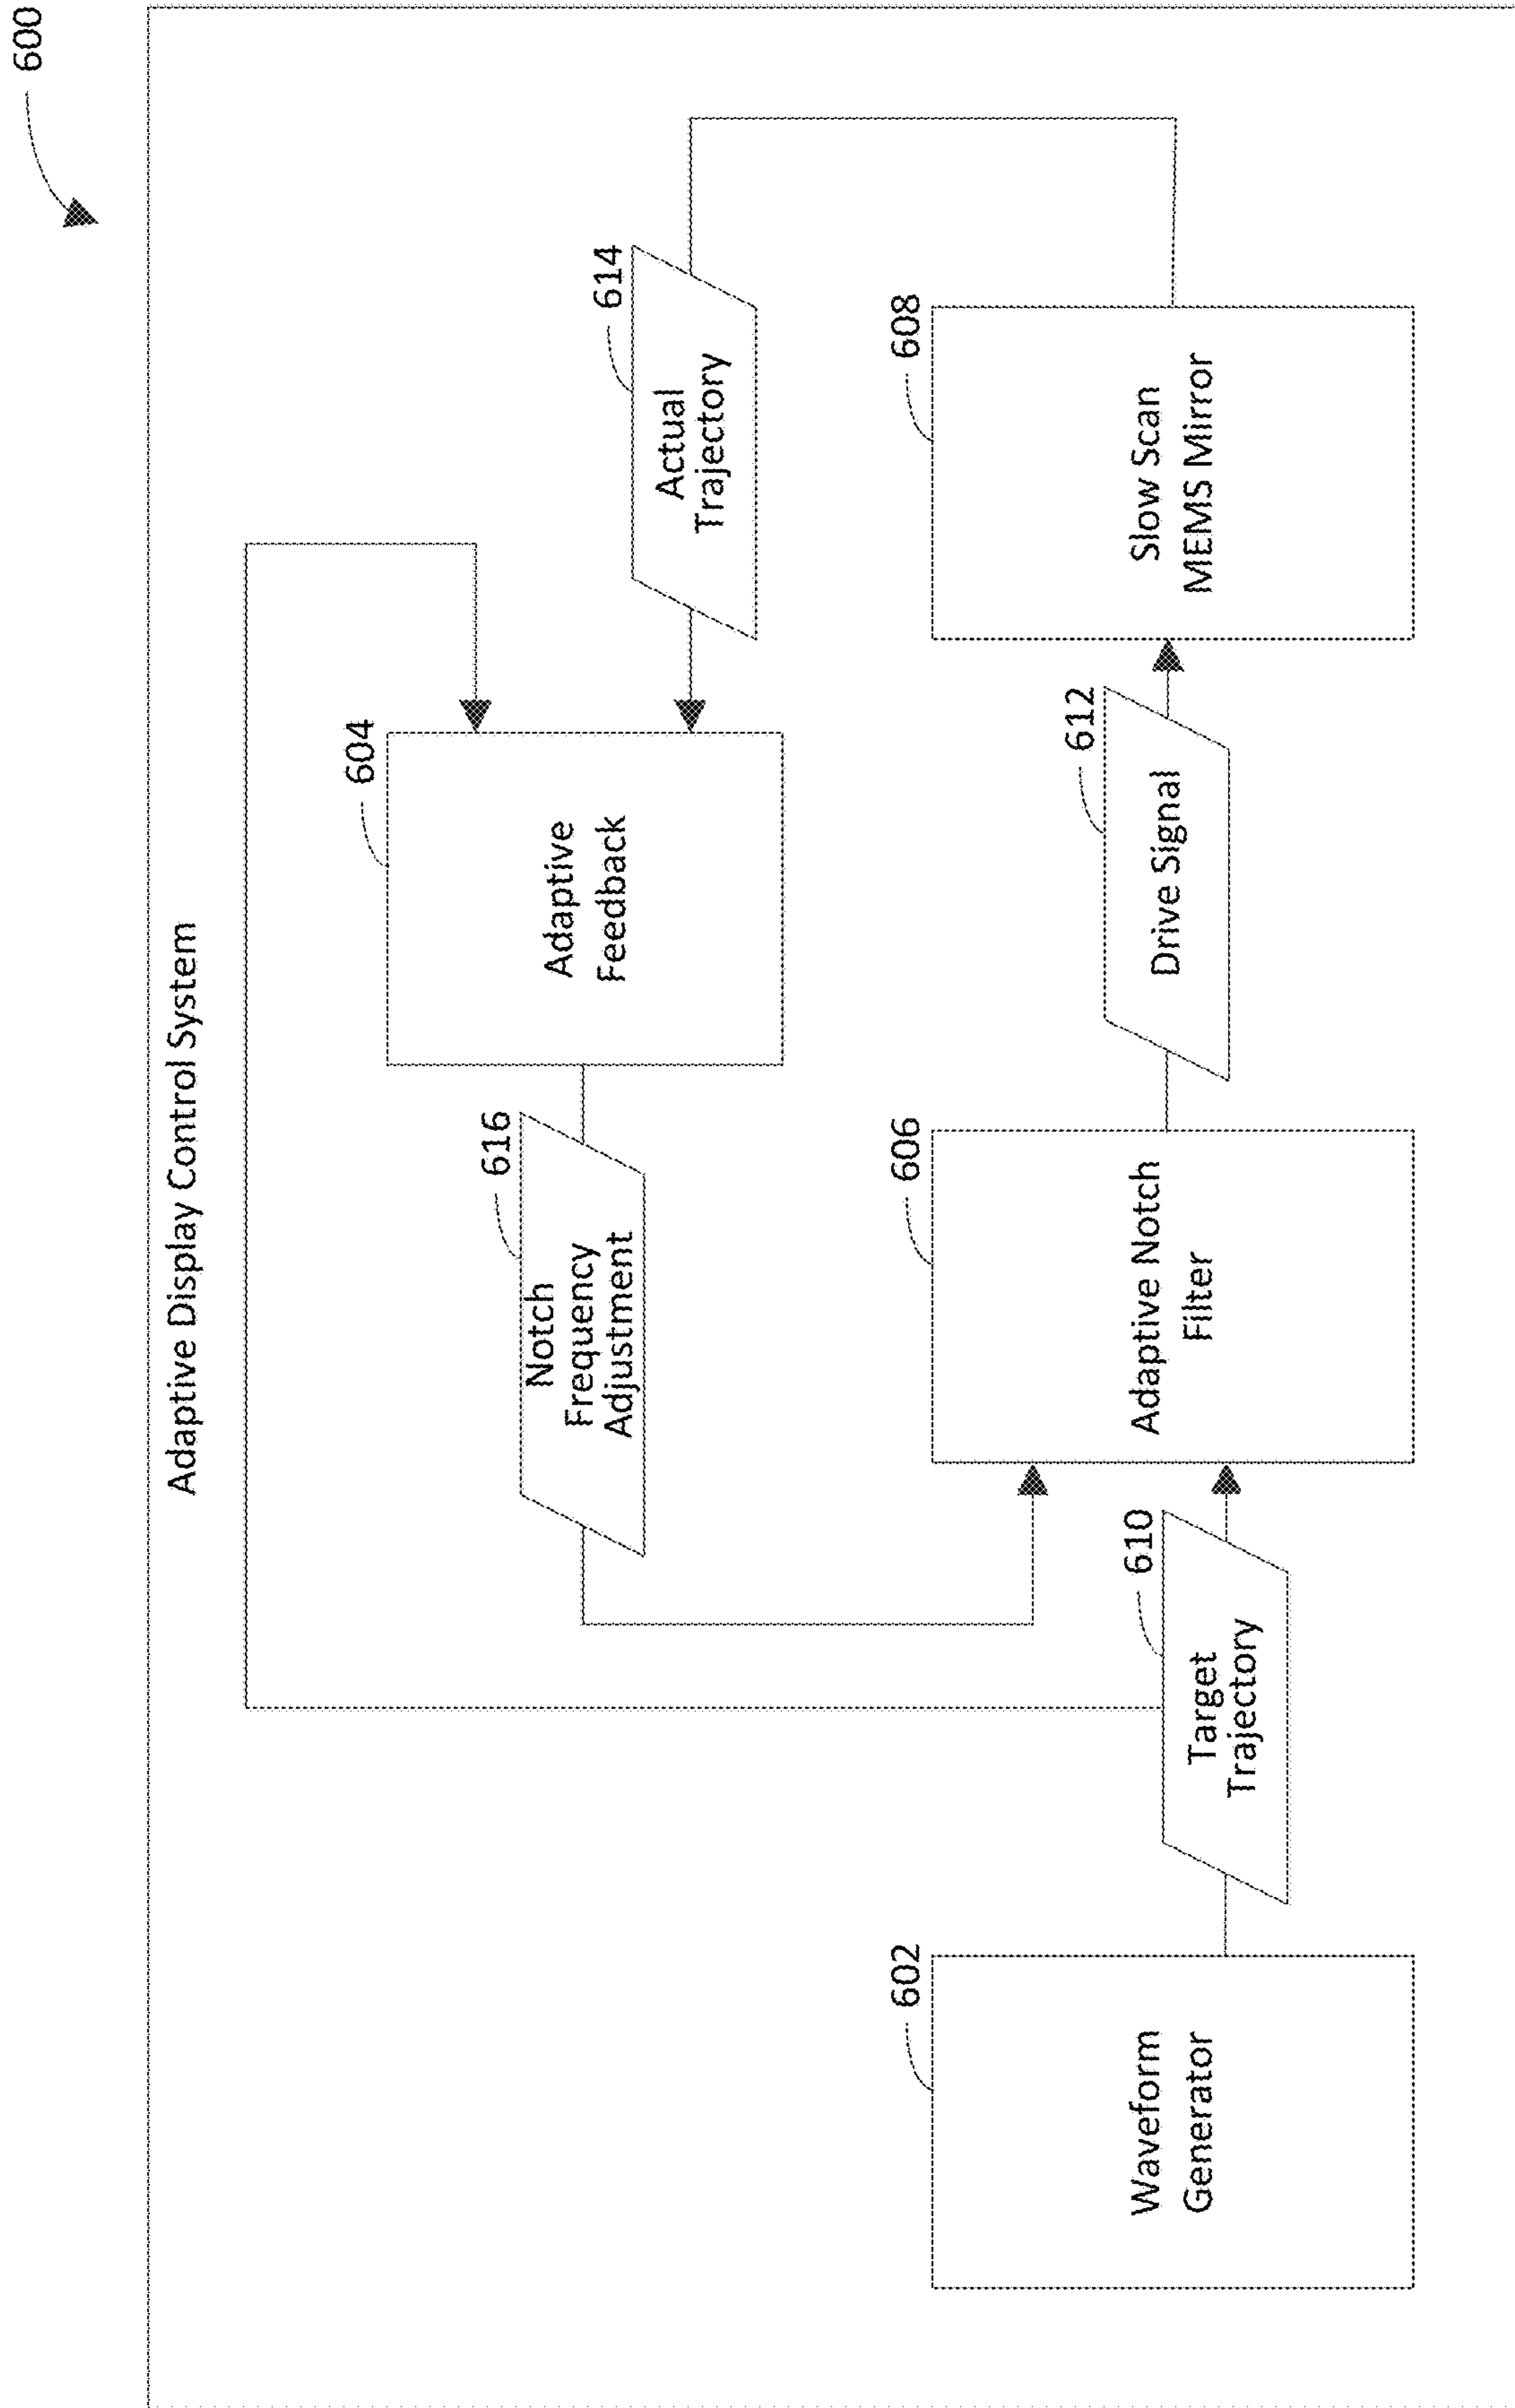 600
Adaptive Display Control System
604
Adaptive
Feedback
616
Notch
Frequency
Adjustment
614
Actual
Trajectory
602
Waveform
Generator
610
Target
Trajectory
606
Adaptive Notch
Filter
612
Drive Signal
608
Slow Scan
MEMS Mirror